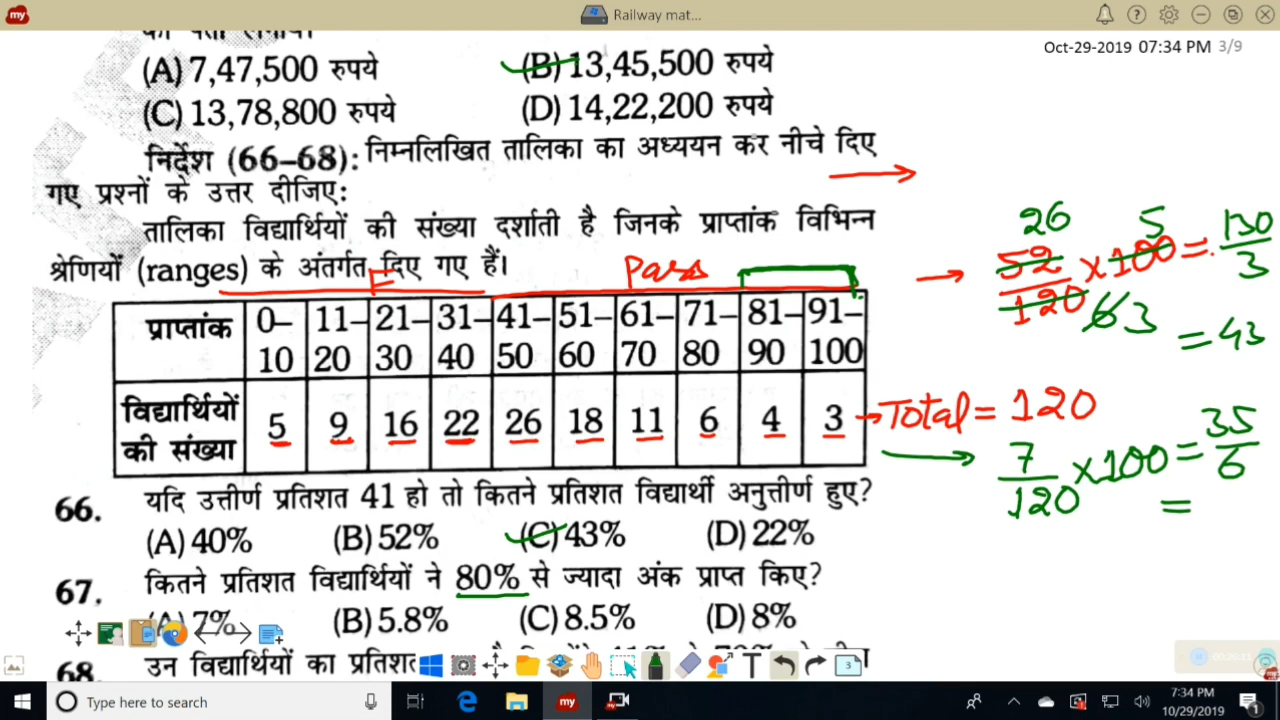 my
Railway mat...
Oct-29-2019 07:34 PM 3/9
(A) 7,47,500 रुपये (B) 13,45,500 रुपये
(C) 13,78,800 रुपये (D) 14,22,200 रुपये
निर्देश (66–68): निम्नलिखित तालिका का अध्ययन कर नीचे दिए
गए प्रश्नों के उत्तर दीजिए:
तालिका विद्यार्थियों की संख्या दर्शाती है जिनके प्राप्तांक विभिन्न
श्रेणियों (ranges) के अंतर्गत दिए गए हैं।
F Pass
प्राप्तांक 0– 11– 21– 31– 41– 51– 61– 71– 81– 91–
10 20 30 40 50 60 70 80 90 100
विद्यार्थियों
की संख्या 5 9 16 22 26 18 11 6 4 3
26 5 130
52 × 100 = 3
120 6 3
= 43
Total = 120
7 × 100 = 35
120 6
=
66. यदि उत्तीर्ण प्रतिशत 41 हो तो कितने प्रतिशत विद्यार्थी अनुत्तीर्ण हुए?
(A) 40% (B) 52% (C) 43% (D) 22%
67. कितने प्रतिशत विद्यार्थियों ने 80% से ज्यादा अंक प्राप्त किए?
(A) 7% (B) 5.8% (C) 8.5% (D) 8%
68. उन विद्यार्थियों का प्रतिशत
Type here to search
my
7:34 PM
10/29/2019